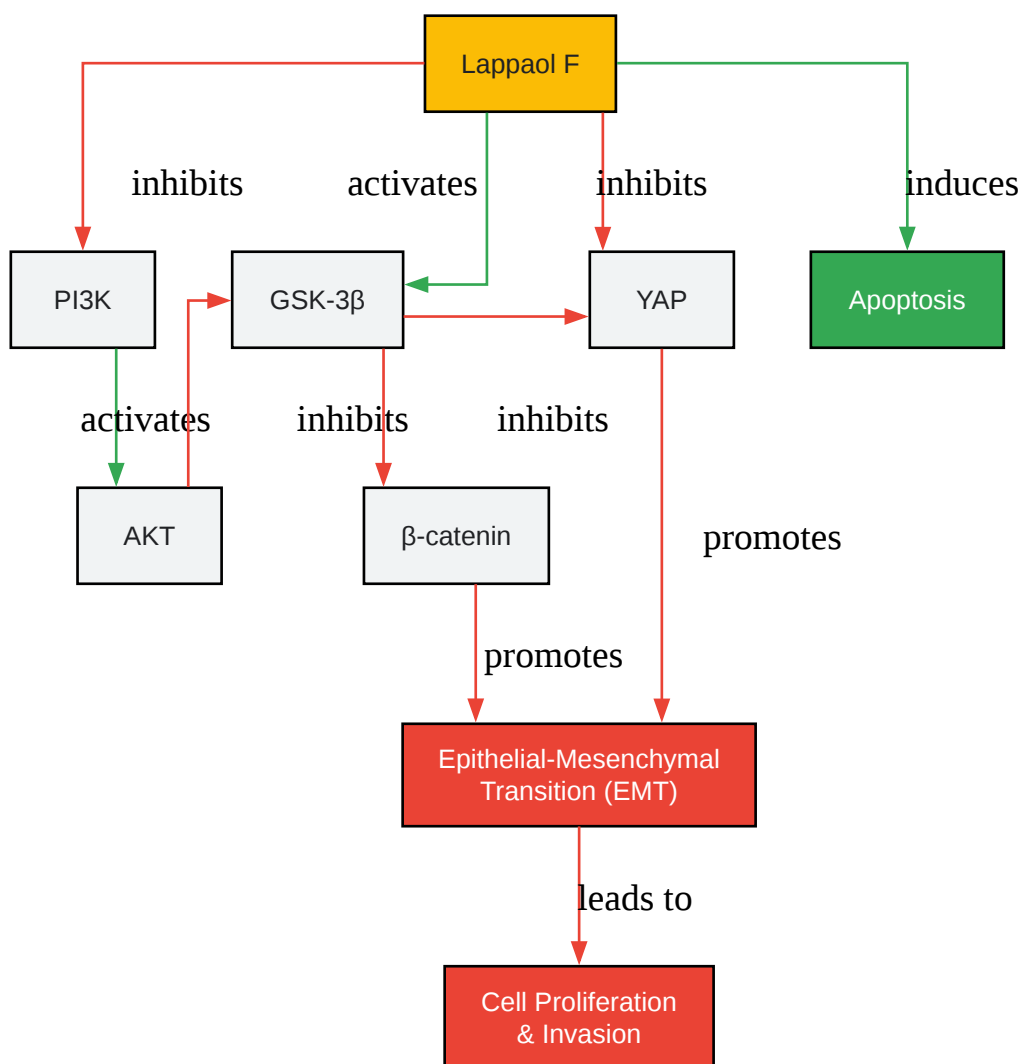 Lappaol F
inhibits
activates
inhibits
induces
PI3K
GSK-3β
YAP
Apoptosis
activates
inhibits
inhibits
AKT
β-catenin
promotes
promotes
Epithelial-Mesenchymal
Transition (EMT)
leads to
Cell Proliferation
& Invasion